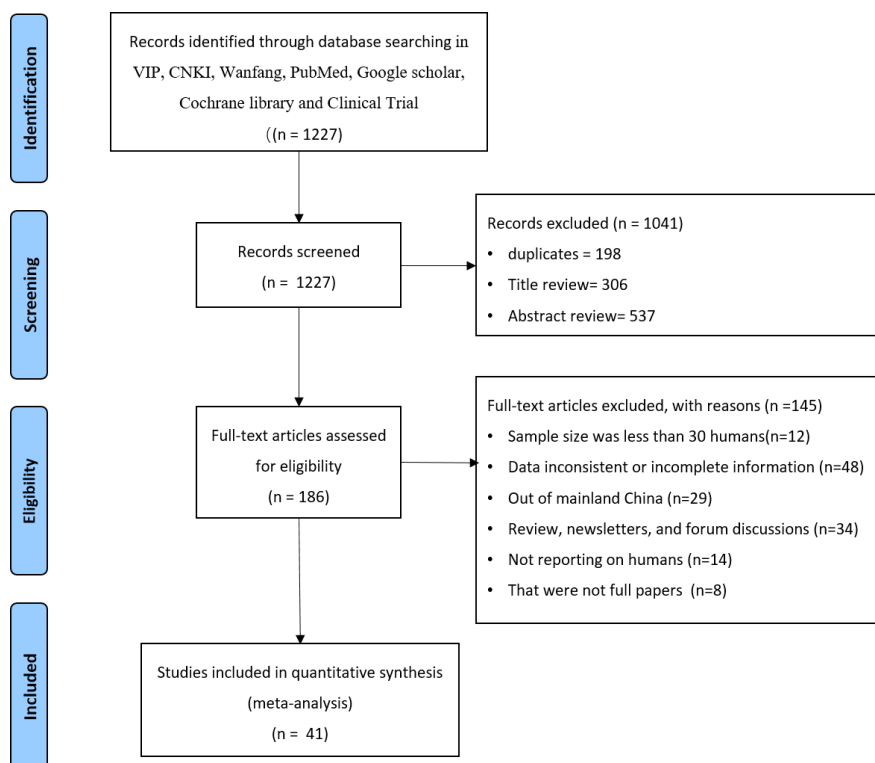 Identification
Records identified through database searching in
VIP, CNKI, Wanfang, PubMed, Google scholar,
Cochrane library and Clinical Trial
（(n = 1227)
Screening
Records screened
(n = 1227)
Records excluded (n = 1041)
• duplicates = 198
• Title review= 306
• Abstract review= 537
Eligibility
Full-text articles assessed
for eligibility
(n = 186)
Full-text articles excluded, with reasons (n =145)
• Sample size was less than 30 humans(n=12)
• Data inconsistent or incomplete information (n=48)
• Out of mainland China (n=29)
• Review, newsletters, and forum discussions (n=34)
• Not reporting on humans (n=14)
• That were not full papers (n=8)
Included
Studies included in quantitative synthesis
(meta-analysis)
(n = 41)